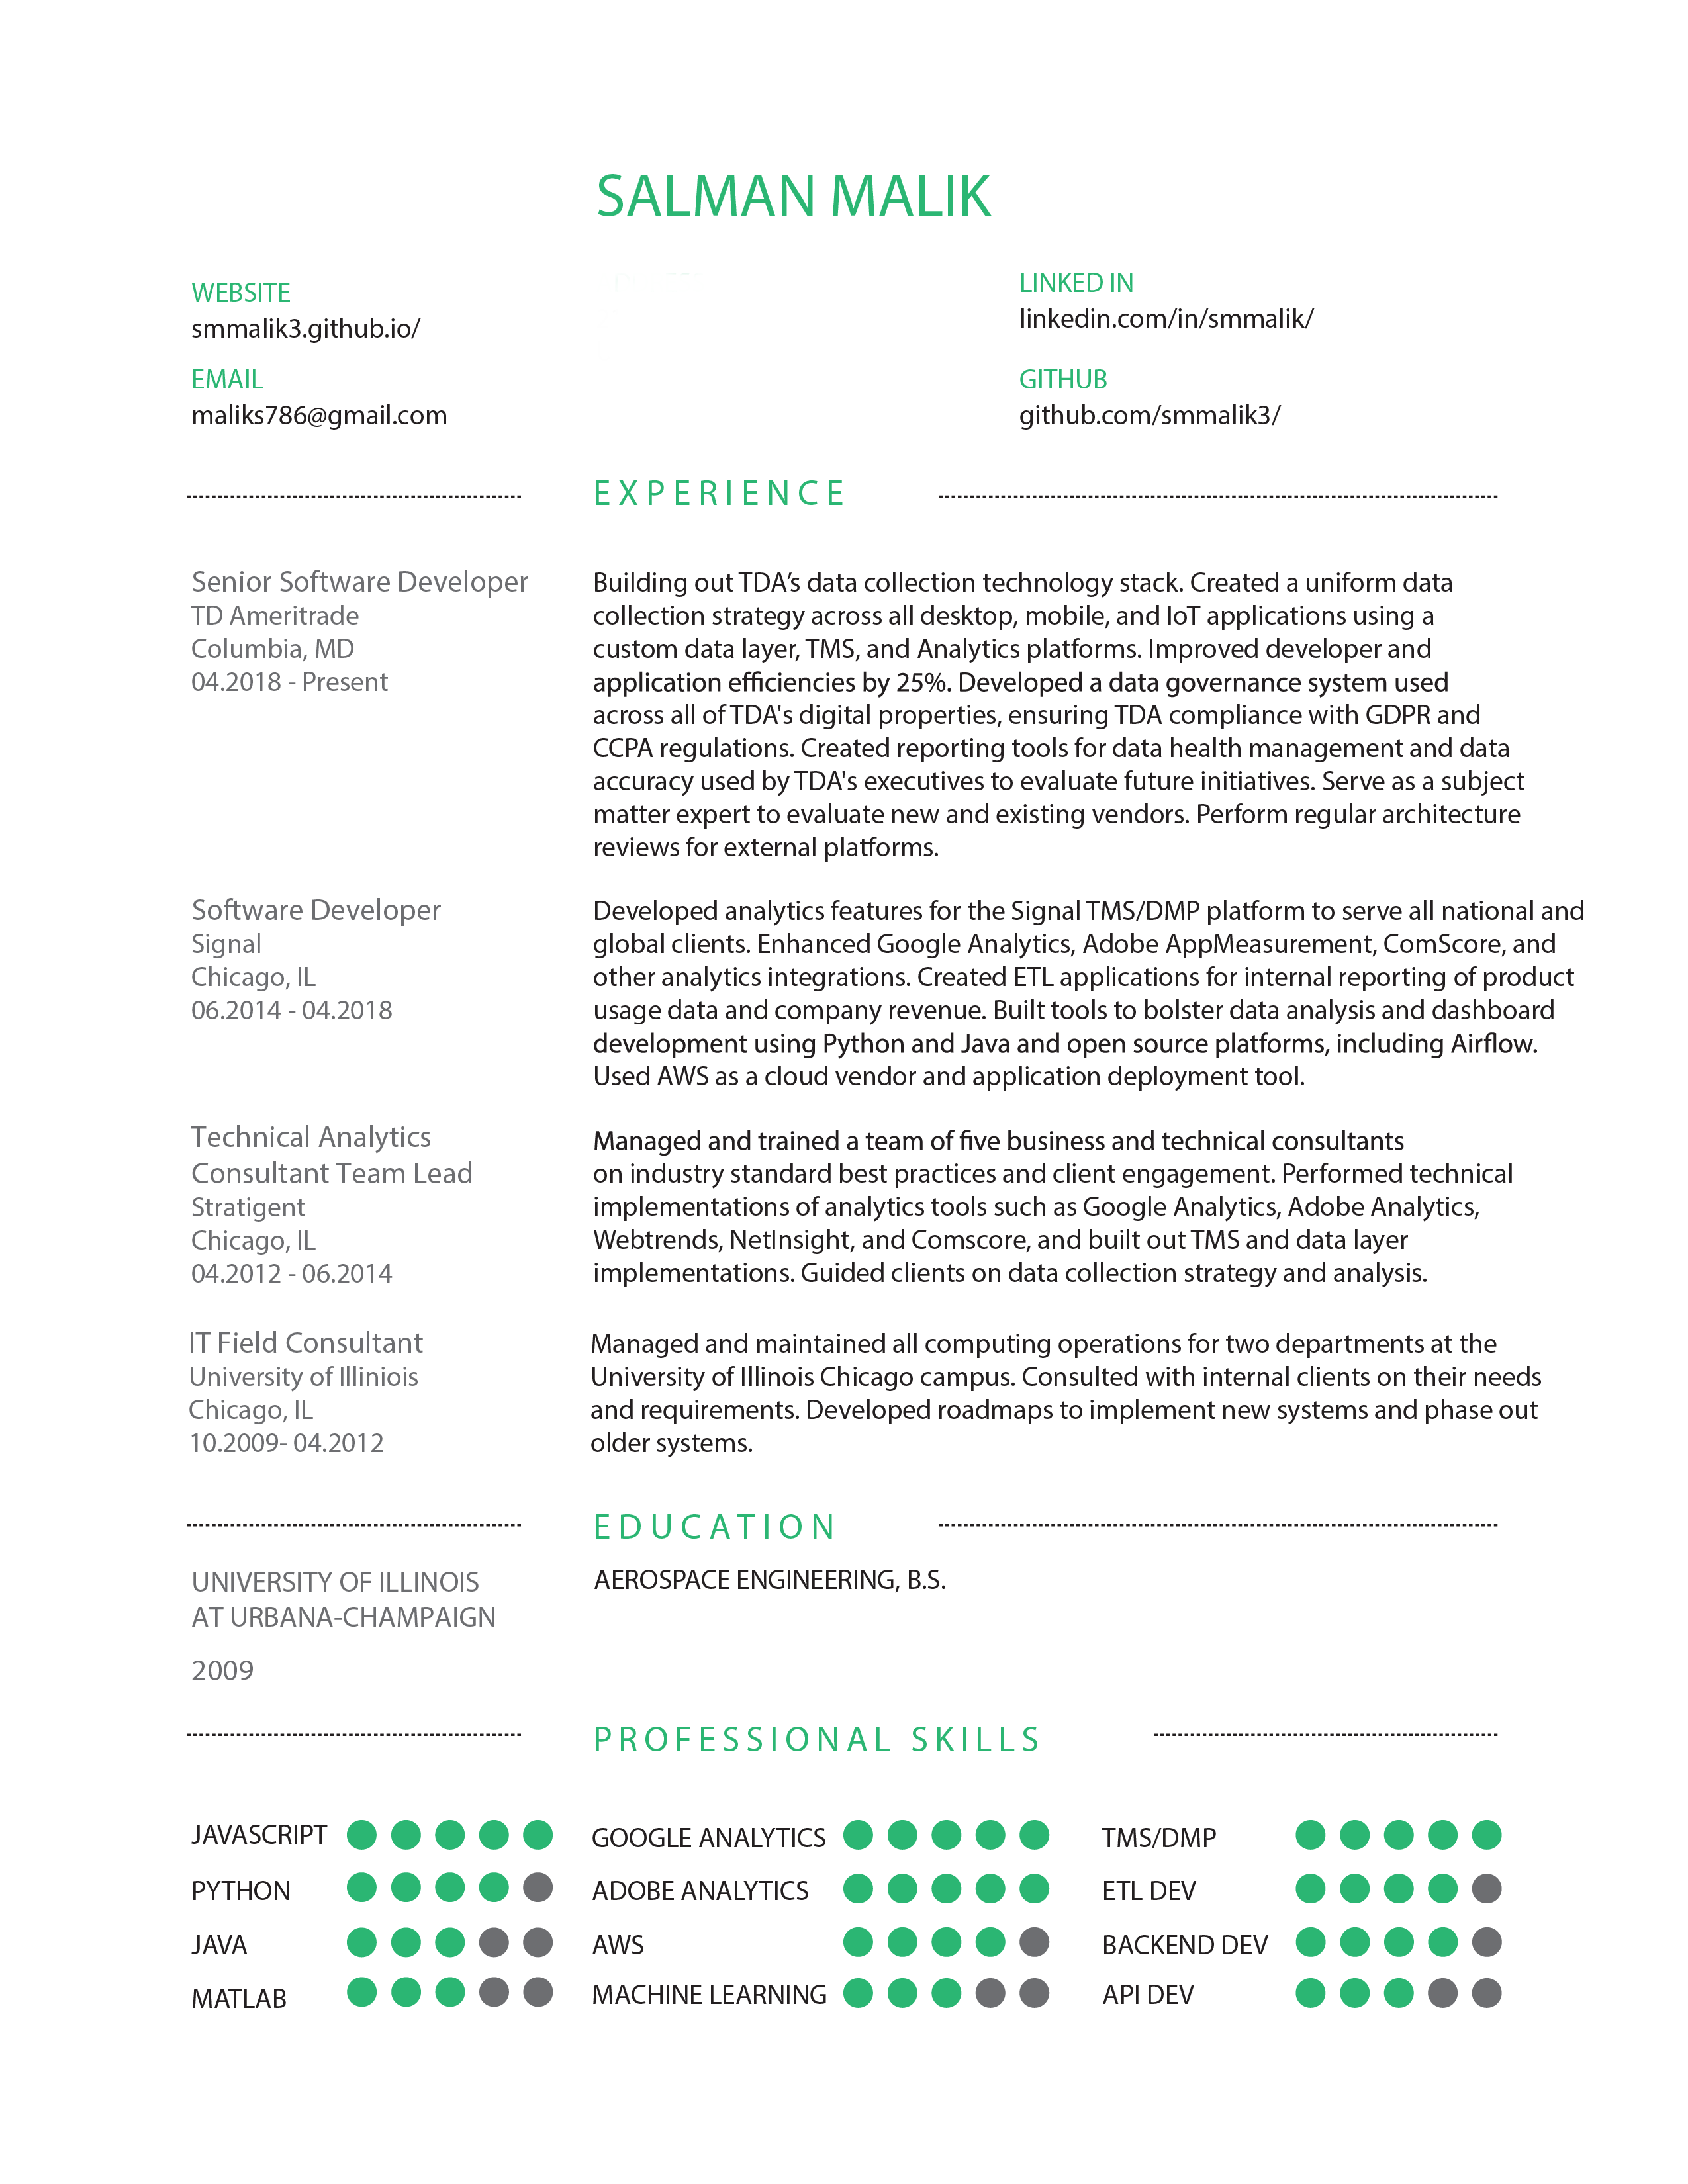 SALMAN MALIK
WEBSITE
smmalik3.github.io/
EMAIL
maliks786@gmail.com
LINKED IN
linkedin.com/in/smmalik/
GITHUB
github.com/smmalik3/
EXPERIENCE
Senior Software Developer
TD Ameritrade
Columbia, MD
04.2018 - Present
Building out TDA’s data collection technology stack. Created a uniform data
collection strategy across all desktop, mobile, and IoT applications using a
custom data layer, TMS, and Analytics platforms. Improved developer and
application efficiencies by 25%. Developed a data governance system used
across all of TDA's digital properties, ensuring TDA compliance with GDPR and
CCPA regulations. Created reporting tools for data health management and data
accuracy used by TDA's executives to evaluate future initiatives. Serve as a subject
matter expert to evaluate new and existing vendors. Perform regular architecture
reviews for external platforms.
Software Developer
Signal
Chicago, IL
06.2014 - 04.2018
Developed analytics features for the Signal TMS/DMP platform to serve all national and
global clients. Enhanced Google Analytics, Adobe AppMeasurement, ComScore, and
other analytics integrations. Created ETL applications for internal reporting of product
usage data and company revenue. Built tools to bolster data analysis and dashboard
development using Python and Java and open source platforms, including Airflow.
Used AWS as a cloud vendor and application deployment tool.
Technical Analytics
Consultant Team Lead
Stratigent
Chicago, IL
04.2012 - 06.2014
Managed and trained a team of five business and technical consultants
on industry standard best practices and client engagement. Performed technical
implementations of analytics tools such as Google Analytics, Adobe Analytics,
Webtrends, NetInsight, and Comscore, and built out TMS and data layer
implementations. Guided clients on data collection strategy and analysis.
IT Field Consultant
University of Illiniois
Chicago, IL
10.2009- 04.2012
Managed and maintained all computing operations for two departments at the
University of Illinois Chicago campus. Consulted with internal clients on their needs
and requirements. Developed roadmaps to implement new systems and phase out
older systems.
EDUCATION
UNIVERSITY OF ILLINOIS
AT URBANA-CHAMPAIGN
2009
AEROSPACE ENGINEERING, B.S.
PROFESSIONAL SKILLS
JAVASCRIPT
PYTHON
JAVA
MATLAB
GOOGLE ANALYTICS
ADOBE ANALYTICS
AWS
MACHINE LEARNING
TMS/DMP
ETL DEV
BACKEND DEV
API DEV